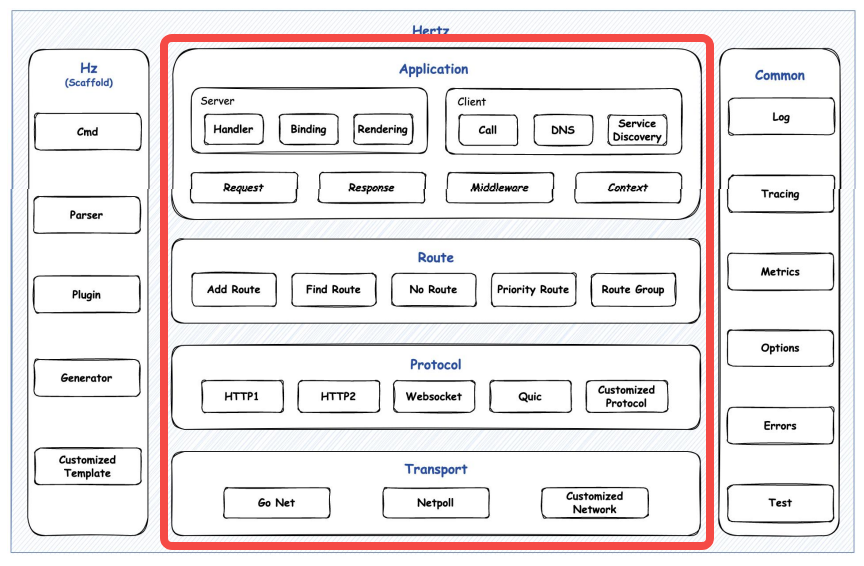 Hertz
Hz
(Scaffold)
Cmd
Parser
Plugin
Generator
Customized
Template
Application
Server
Handler
Binding
Rendering
Client
Call
DNS
Service
Discovery
Request
Response
Middleware
Context
Route
Add Route
Find Route
No Route
Priority Route
Route Group
Protocol
HTTP1
HTTP2
Websocket
Quic
Customized
Protocol
Transport
Go Net
Netpoll
Customized
Network
Common
Log
Tracing
Metrics
Options
Errors
Test